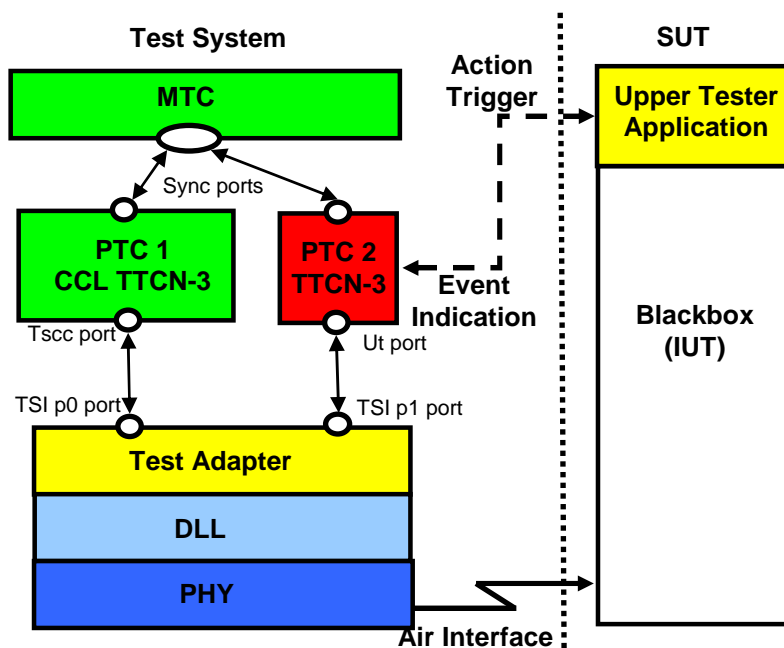 Test System
SUT
MTC
Action
Trigger
Upper Tester
Application
Sync ports
PTC 1
CCL TTCN-3
PTC 2
TTCN-3
Event
Indication
Blackbox
(IUT)
Tscc port
Ut port
TSI p0 port
TSI p1 port
Test Adapter
DLL
PHY
Air Interface